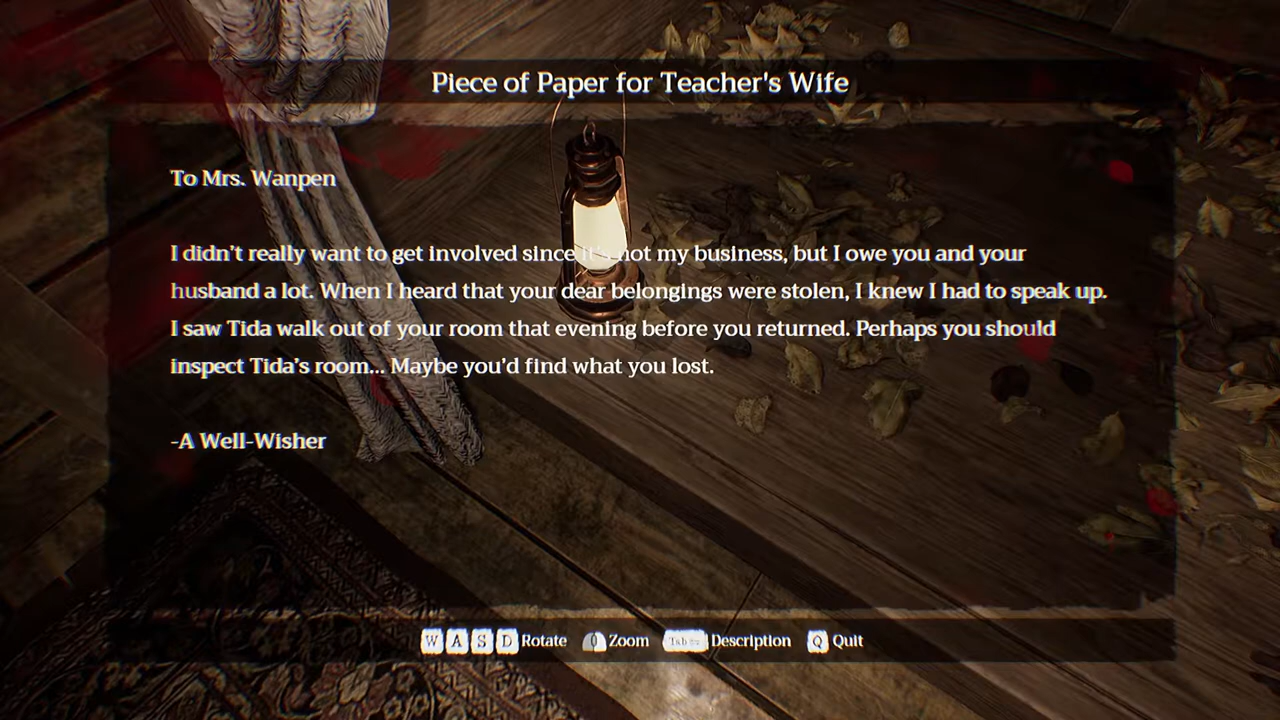 Piece of Paper for Teacher's Wife
To Mrs. Wanpen
I didn't really want to get involved since it's not my business, but I owe you and your
husband a lot. When I heard that your dear belongings were stolen, I knew I had to speak up.
I saw Tida walk out of your room that evening before you returned. Perhaps you should
inspect Tida's room... Maybe you'd find what you lost.
-A Well-Wisher
W A S D Rotate Zoom Tab Description Q Quit